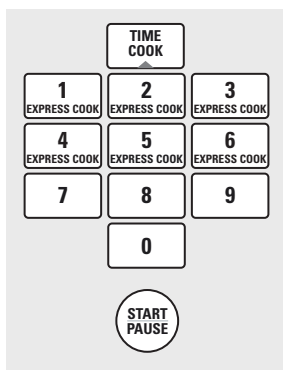 TIME
COOK
1 2 3
EXPRESS COOK EXPRESS COOK EXPRESS COOK
4 5 6
EXPRESS COOK EXPRESS COOK EXPRESS COOK
7 8 9
0
START
PAUSE